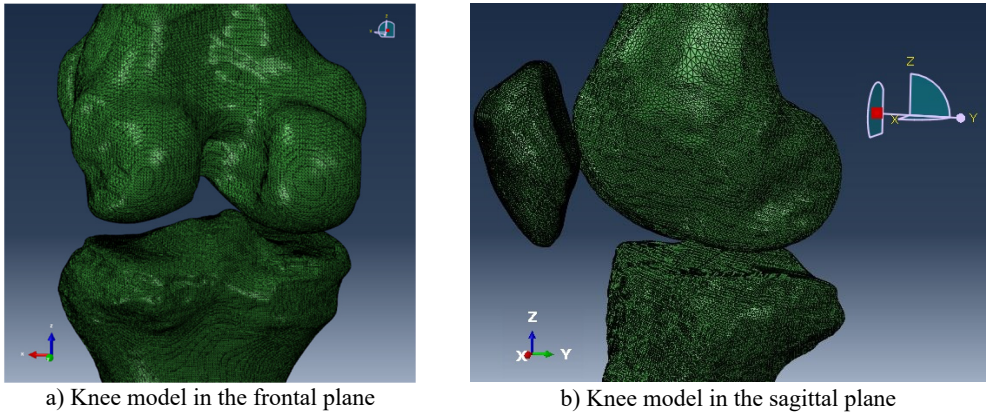 Z
X
Y
Z
X
Y
a) Knee model in the frontal plane
b) Knee model in the sagittal plane